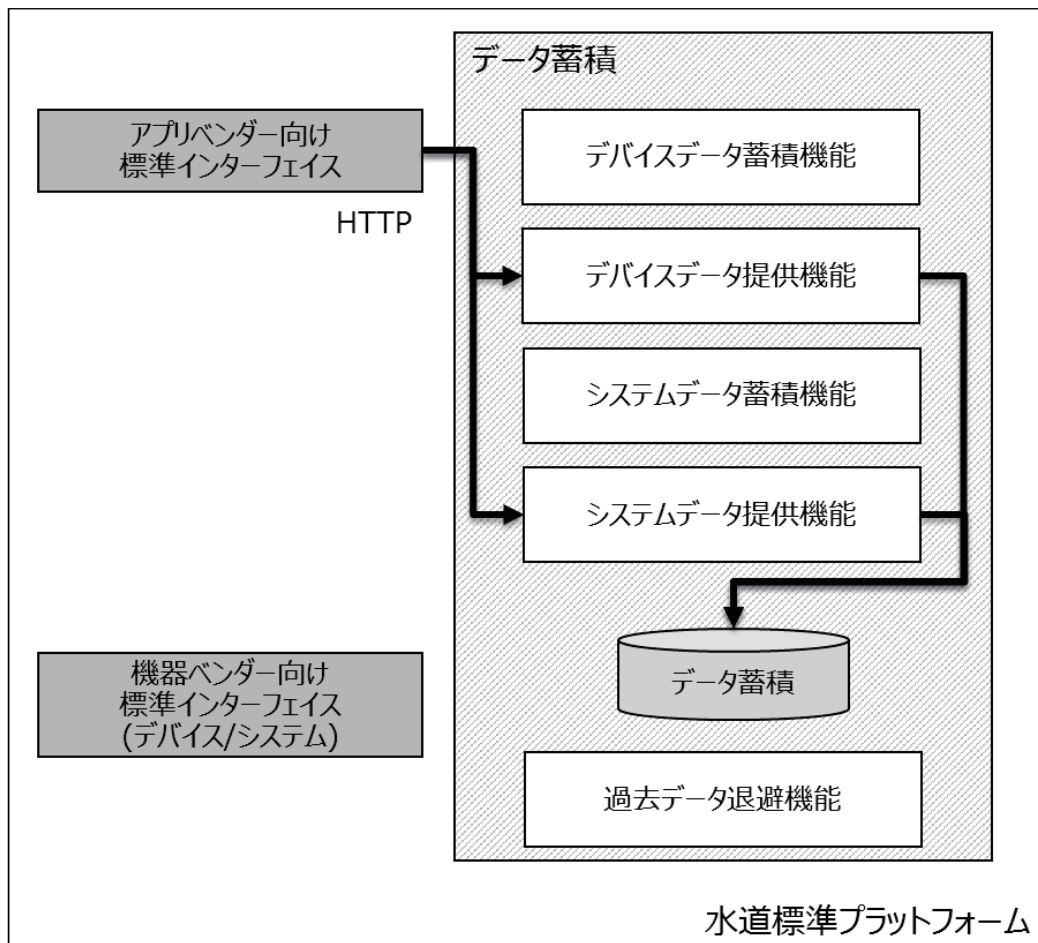 データ蓄積
アプリベンダー向け
標準インターフェイス
HTTP
デバイスデータ蓄積機能
デバイスデータ提供機能
システムデータ蓄積機能
システムデータ提供機能
データ蓄積
機器ベンダー向け
標準インターフェイス
(デバイス/システム)
過去データ退避機能
水道標準プラットフォーム